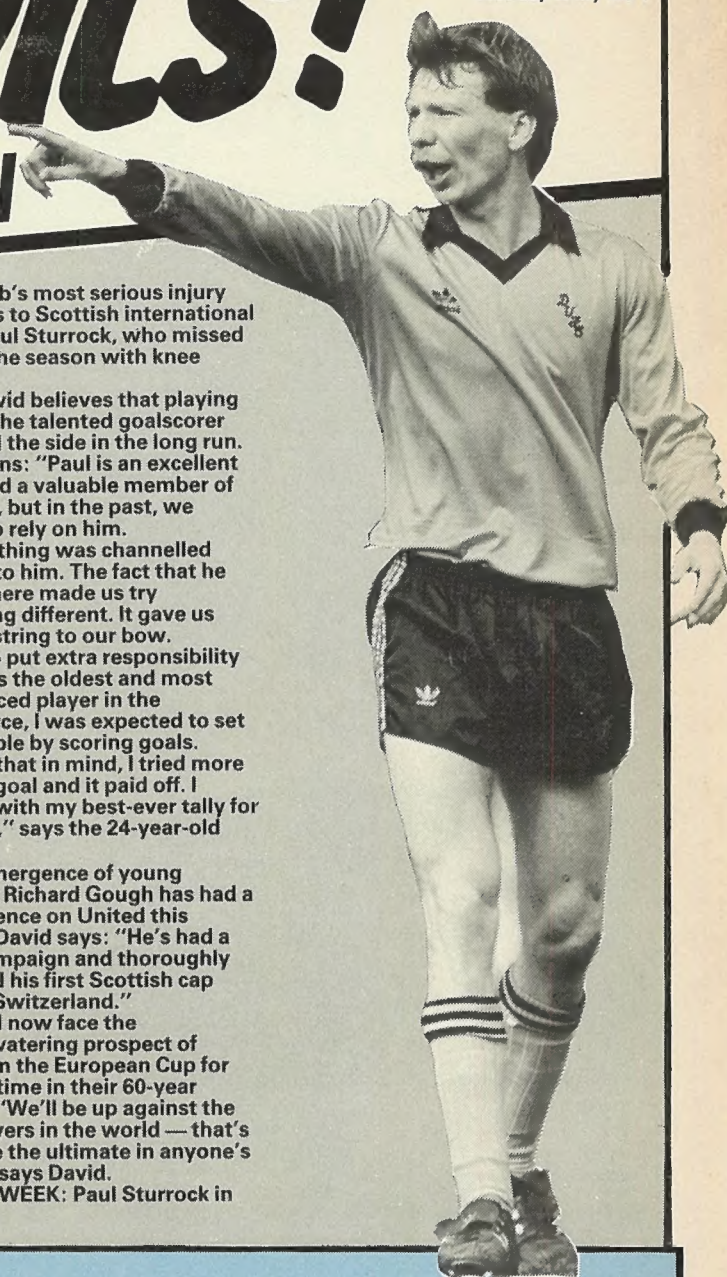 b's most serious injury
s to Scottish international
ul Sturrock, who missed
he season with knee
vid believes that playing
he talented goalscorer
l the side in the long run.
ns: "Paul is an excellent
d a valuable member of
, but in the past, we
o rely on him.
thing was channelled
to him. The fact that he
here made us try
ng different. It gave us
string to our bow.
o put extra responsibility
s the oldest and most
ced player in the
rce, I was expected to set
ple by scoring goals.
that in mind, I tried more
goal and it paid off. I
with my best-ever tally for
," says the 24-year-old
nergence of young
Richard Gough has had a
ence on United this
David says: "He's had a
mpaign and thoroughly
d his first Scottish cap
Switzerland."
d now face the
vatering prospect of
n the European Cup for
time in their 60-year
"We'll be up against the
yers in the world — that's
e the ultimate in anyone's
says David.
WEEK: Paul Sturrock in